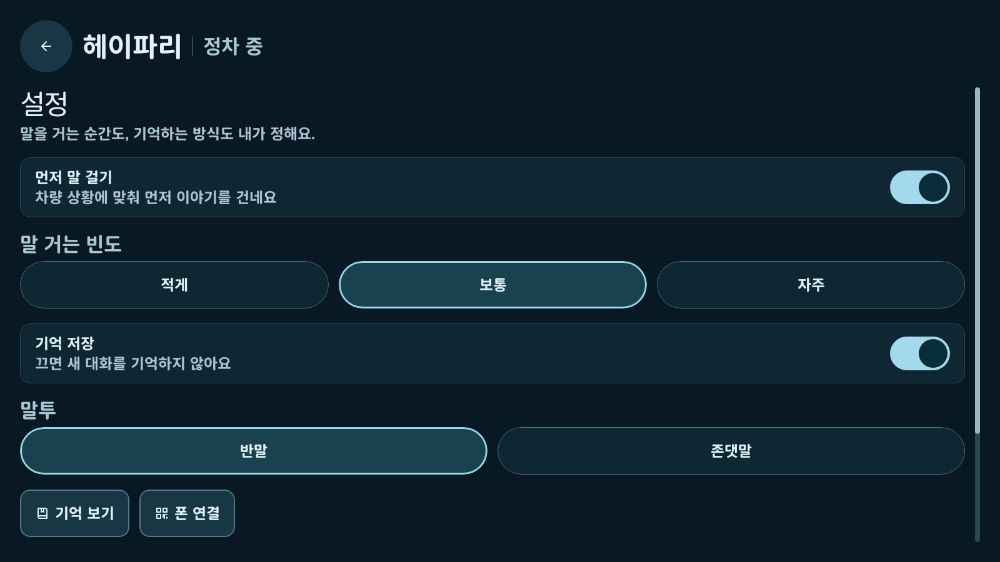 헤이파리
정차 중
설정
말을 거는 순간도, 기억하는 방식도 내가 정해요.
먼저 말 걸기
차량 상황에 맞춰 먼저 이야기를 건네요
말 거는 빈도
적게
보통
자주
기억 저장
끄면 새 대화를 기억하지 않아요
말투
반말
존댓말
기억 보기
폰 연결